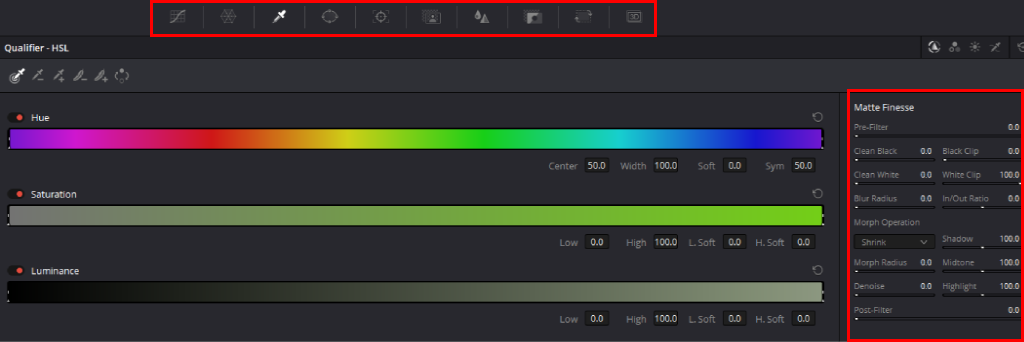 3D
Qualifier - HSL
Hue
Center 50.0 Width 100.0 Soft 0.0 Sym 50.0
Saturation
Low 0.0 High 100.0 L. Soft 0.0 H. Soft 0.0
Luminance
Low 0.0 High 100.0 L. Soft 0.0 H. Soft 0.0
Matte Finesse
Pre-Filter 0.0
Clean Black 0.0 Black Clip 0.0
Clean White 0.0 White Clip 100.0
Blur Radius 0.0 In/Out Ratio 0.0
Morph Operation
Shrink Shadow 100.0
Morph Radius 0.0 Midtone 100.0
Denoise 0.0 Highlight 100.0
Post-Filter 0.0